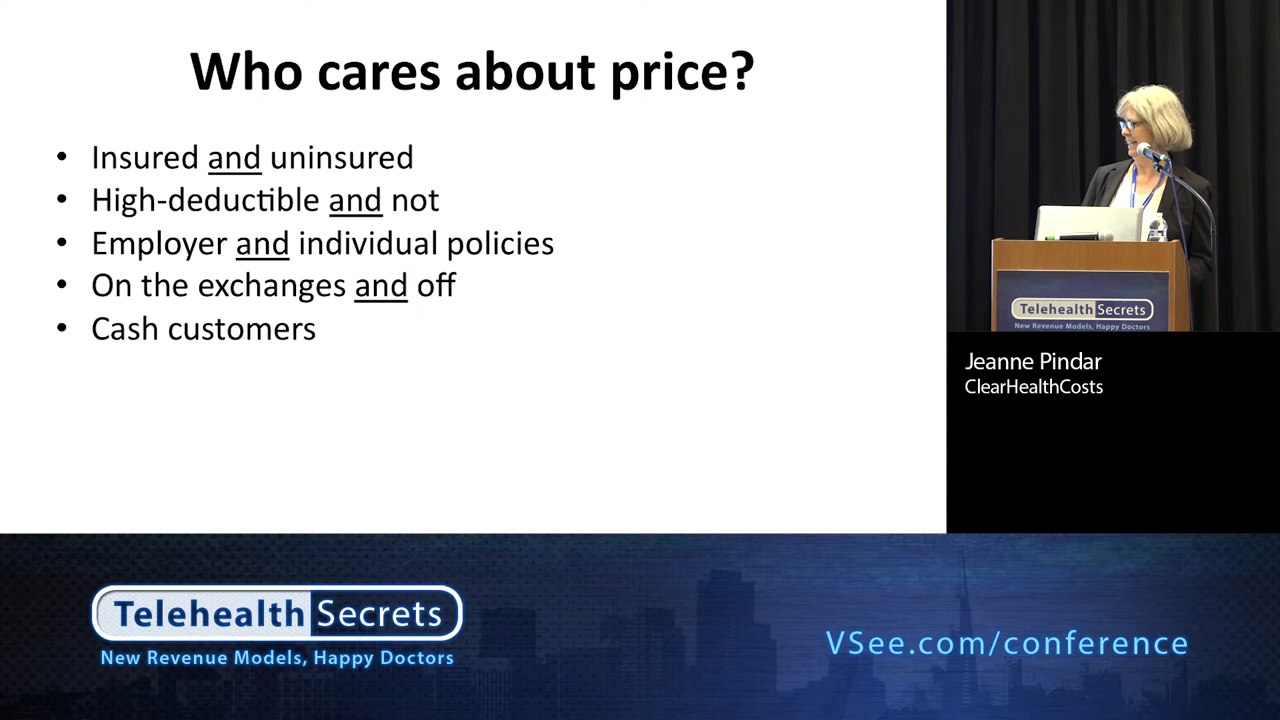 Who cares about price?
• Insured and uninsured
• High-deductible and not
• Employer and individual policies
• On the exchanges and off
• Cash customers
Telehealth Secrets
New Revenue Models, Happy Doctors
Jeanne Pindar
ClearHealthCosts
Telehealth Secrets
New Revenue Models, Happy Doctors
VSee.com/conference